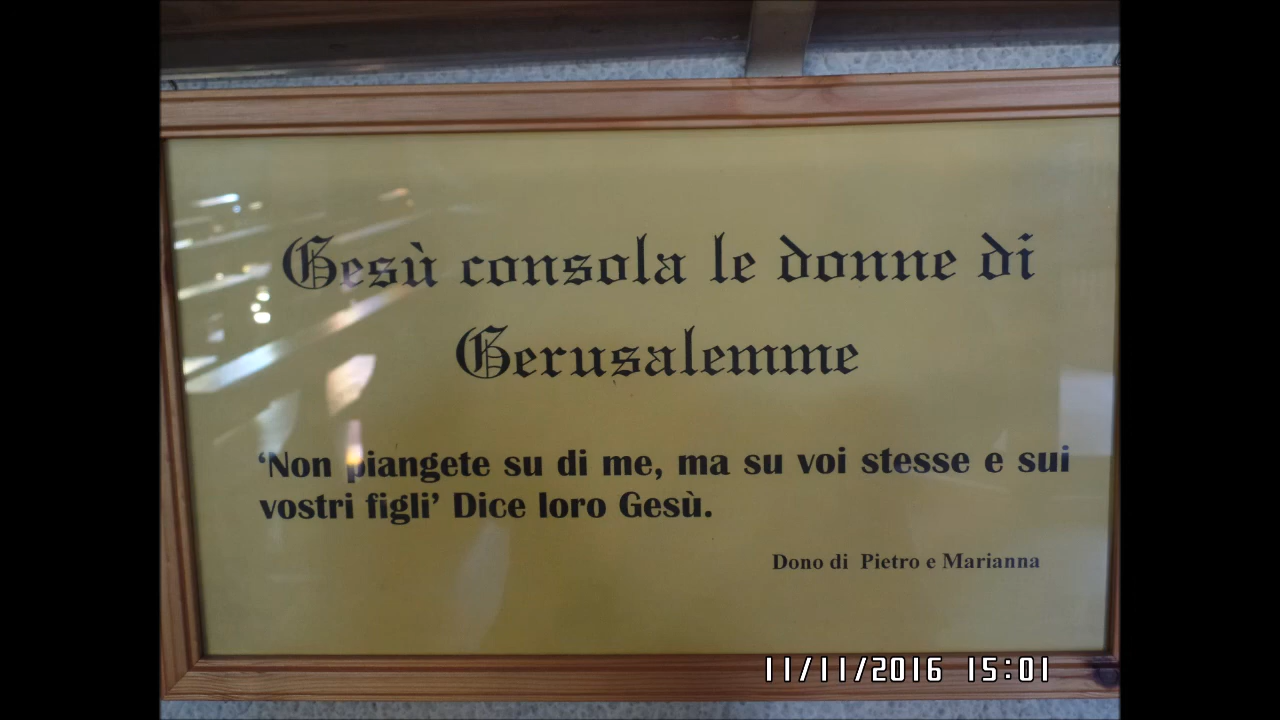 Gesù consola le donne di
Gerusalemme
‘Non piangete su di me, ma su voi stesse e sui
vostri figli’ Dice loro Gesù.
Dono di Pietro e Marianna
11/11/2016 15:01